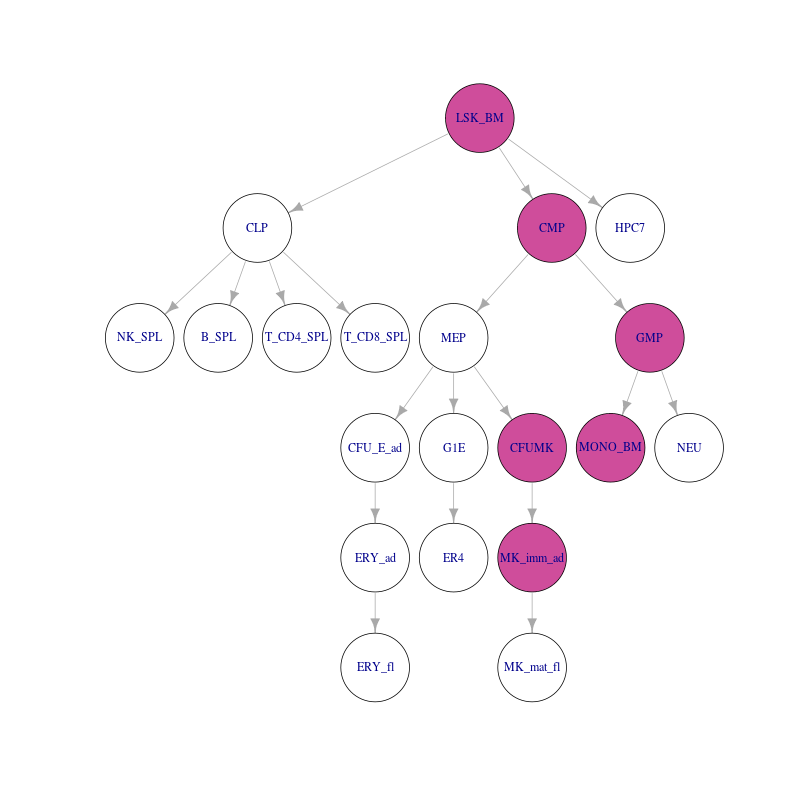 LSK_BM
CLP
CMP
HPC7
NK_SPL
B_SPL
T_CD4_SPL
T_CD8_SPL
MEP
GMP
CFU_E_ad
G1E
CFUMK
MONO_BM
NEU
ERY_ad
ER4
MK_imm_ad
ERY_fl
MK_mat_fl